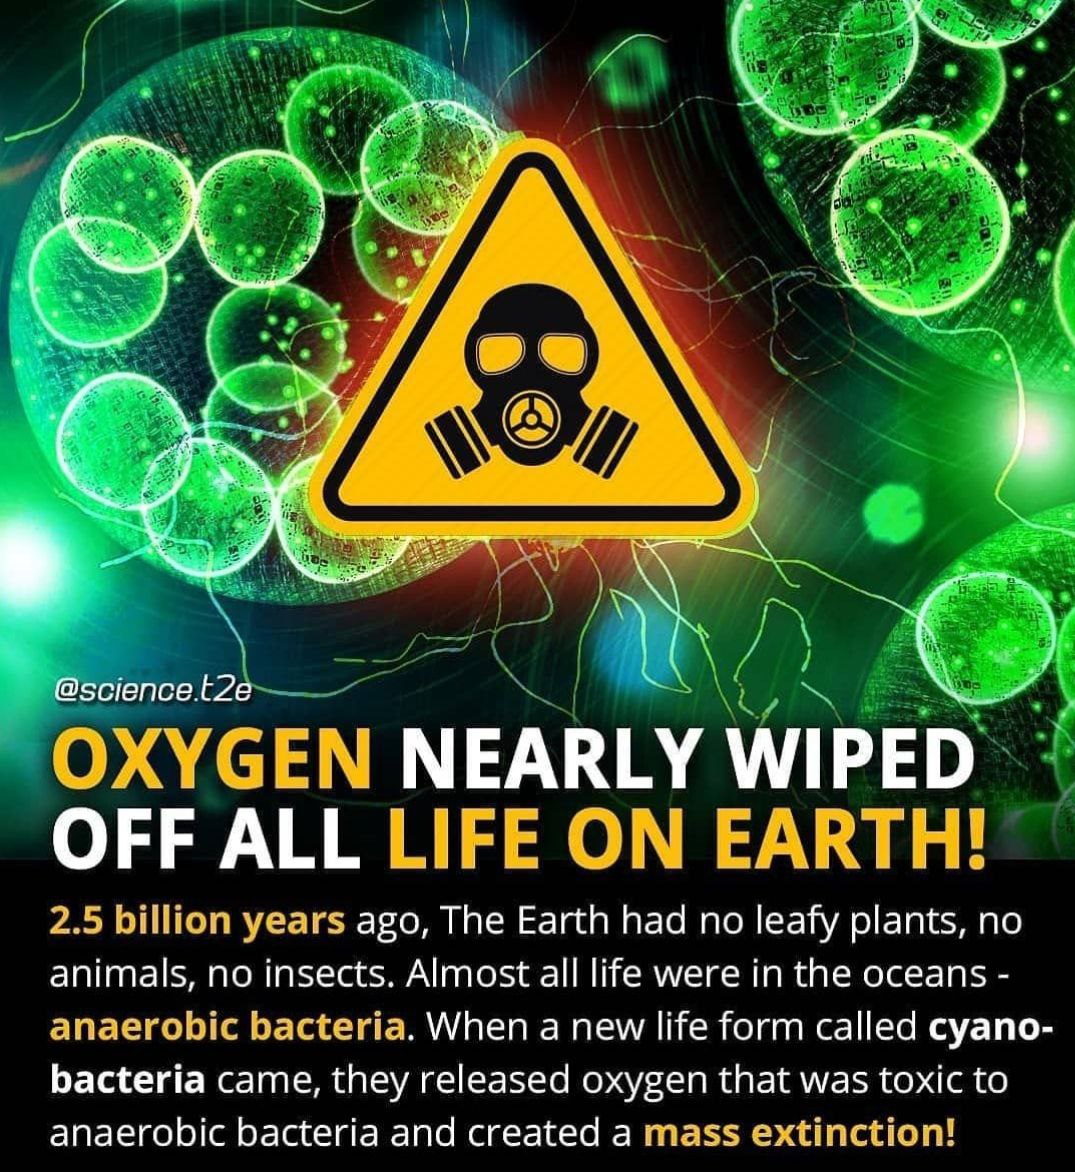 @science.t2e
OXYGEN NEARLY WIPED
OFF ALL LIFE ON EARTH!
2.5 billion years ago, The Earth had no leafy plants, no
animals, no insects. Almost all life were in the oceans -
anaerobic bacteria. When a new life form called cyano-
bacteria came, they released oxygen that was toxic to
anaerobic bacteria and created a mass extinction!